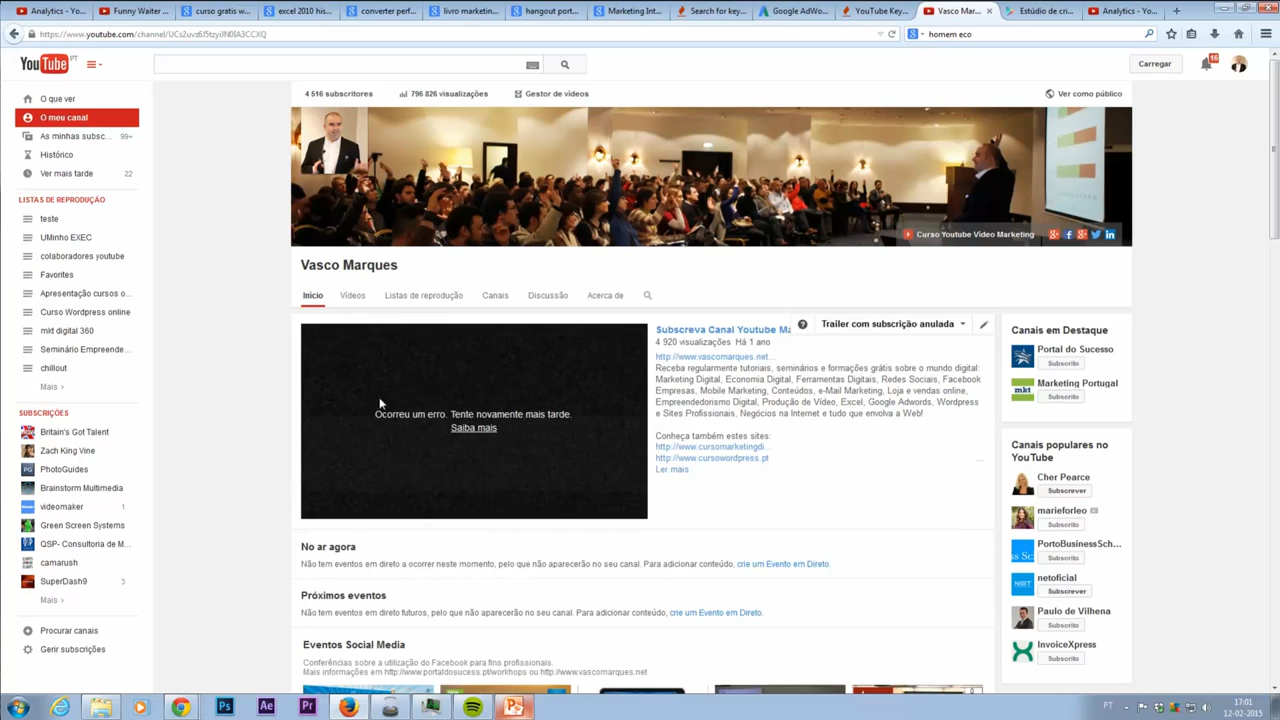 Analytics - Yo...
Funny Waiter ...
curso gratis w...
excel 2010 his...
converter perf...
livro marketin...
hangout port...
Marketing Int...
Search for key...
Google AdWo...
YouTube Key...
Vasco Mar...
Estúdio de cri...
Analytics - Yo...
homem eco
YouTube PT
Carregar
16
O que ver
O meu canal
As minhas subsc... 99+
Histórico
Ver mais tarde 22
LISTAS DE REPRODUÇÃO
teste
UMinho EXEC
colaboradores youtube
Favorites
Apresentação cursos o...
Curso Wordpress online
mkt digital 360
Seminário Empreende...
chillout
Mais ›
SUBSCRIÇÕES
Britain's Got Talent
Zach King Vine
PhotoGuides
Brainstorm Multimedia
videomaker 1
Green Screen Systems
QSP- Consultoria de M...
camarush
SuperDash9 3
Mais ›
Procurar canais
Gerir subscrições
4 516 subscritores 796 826 visualizações Gestor de vídeos
Ver como público
Curso Youtube Video Marketing
Vasco Marques
Início Vídeos Listas de reprodução Canais Discussão Acerca de
Ocorreu um erro. Tente novamente mais tarde.
Saiba mais
Subscreva Canal Youtube Ma
Trailer com subscrição anulada
4 920 visualizações Há 1 ano
http://www.vascomarques.net...
Receba regularmente tutoriais, seminários e formações grátis sobre o mundo digital:
Marketing Digital, Economia Digital, Ferramentas Digitais, Redes Sociais, Facebook
Empresas, Mobile Marketing, Conteúdos, e-Mail Marketing, Loja e vendas online,
Empreendedorismo Digital, Produção de Vídeo, Excel, Google Adwords, Wordpress
e Sites Profissionais, Negócios na Internet e tudo que envolva a Web!
Conheça também estes sites:
http://www.cursomarketingdi...
http://www.cursowordpress.pt
...
Ler mais
No ar agora
Não tem eventos em direto a ocorrer neste momento, pelo que não aparecerão no seu canal. Para adicionar conteúdo, crie um Evento em Direto.
Próximos eventos
Não tem eventos em direto futuros, pelo que não aparecerão no seu canal. Para adicionar conteúdo, crie um Evento em Direto.
Eventos Social Media
Conferências sobre a utilização do Facebook para fins profissionais.
Mais informações em http://www.portaldosucess.pt/workhops ou http://www.vascomarques.net
Canais em Destaque
Portal do Sucesso
Subscrito
Marketing Portugal
Subscrito
Canais populares no
YouTube
Cher Pearce
Subscrever
marieforleo
Subscrito
PortoBusinessSch...
Subscrito
netoficial
Subscrever
Paulo de Vilhena
Subscrito
InvoiceXpress
Subscrito
PT
17:01
12-02-2015